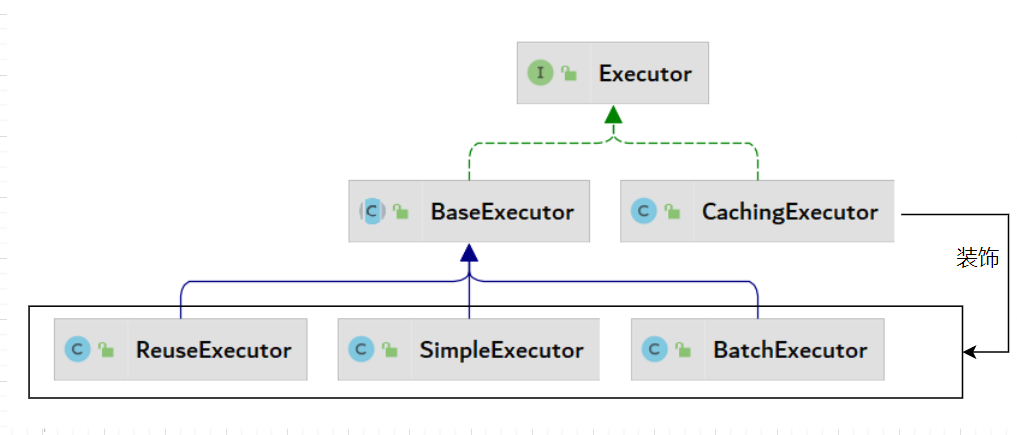 I Executor
C BaseExecutor
C CachingExecutor
装饰
C ReuseExecutor
C SimpleExecutor
C BatchExecutor